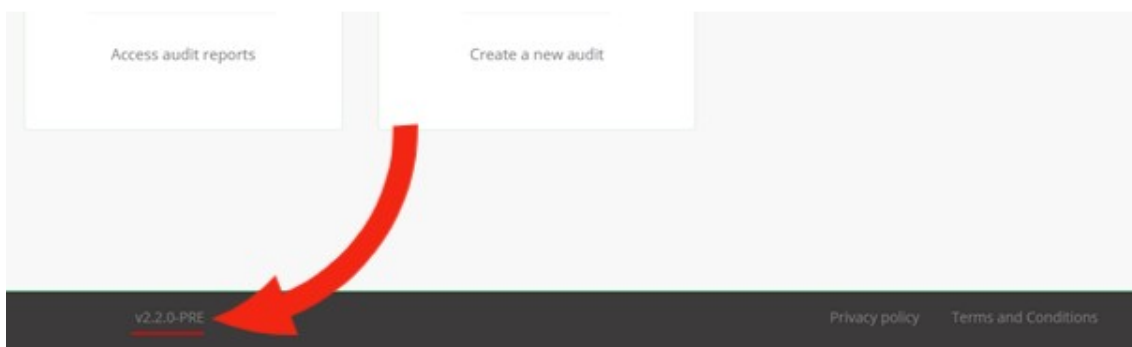 Access audit reports
Create a new audit
v2.2.0-PRE
Privacy policy
Terms and Conditions